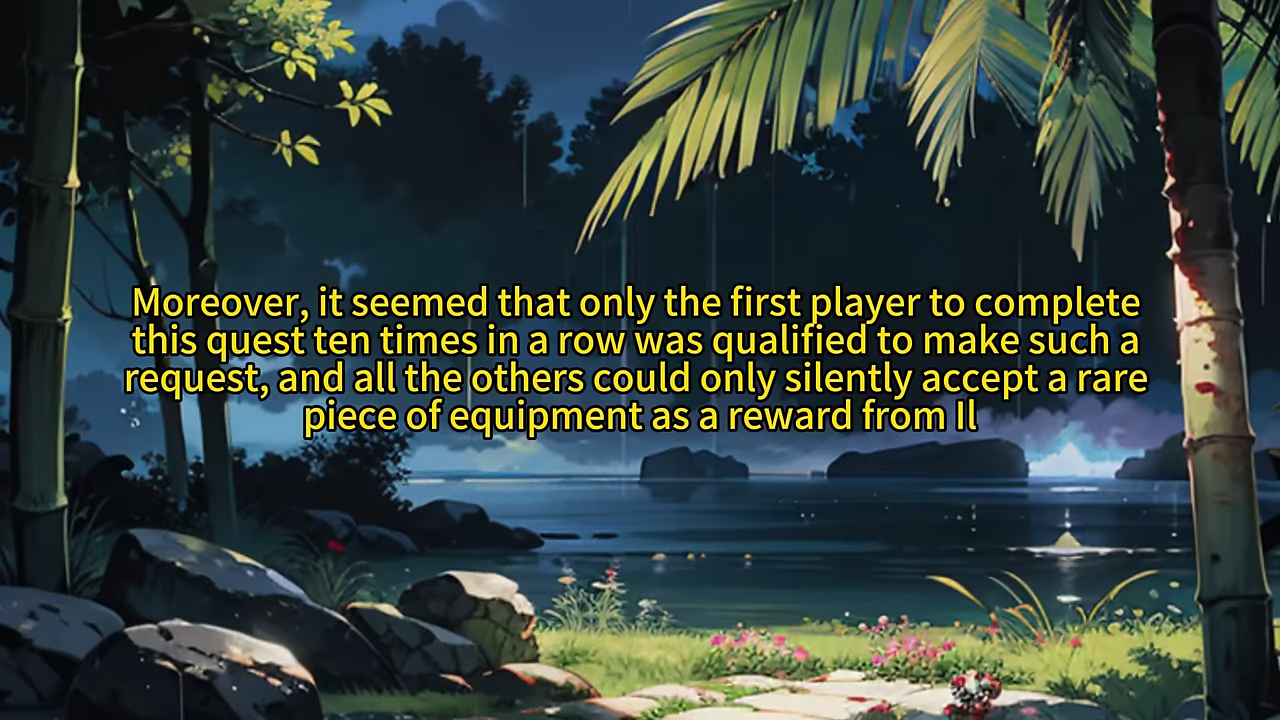 Moreover, it seemed that only the first player to complete
this quest ten times in a row was qualified to make such a
request, and all the others could only silently accept a rare
piece of equipment as a reward from Il